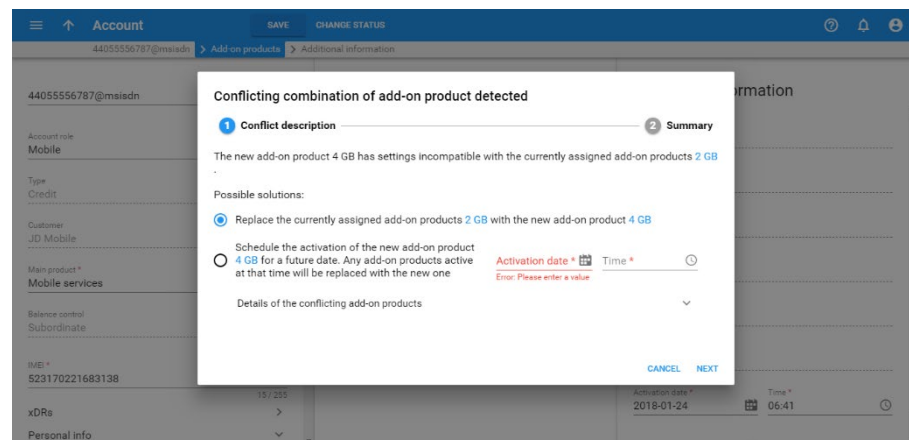 Account
SAVE
CHANGE STATUS
44055556787@msisdn
Add-on products
Additional information
44055556787@msisdn
Account role
Mobile
Type
Credit
Customer
JD Mobile
Main product *
Mobile services
Balance control
Subordinate
IMEI *
523170221683138
15 / 255
xDRs
Personal info
Conflicting combination of add-on product detected
1 Conflict description
2 Summary
The new add-on product 4 GB has settings incompatible with the currently assigned add-on products 2 GB
.
Possible solutions:
Replace the currently assigned add-on products 2 GB with the new add-on product 4 GB
Schedule the activation of the new add-on product
4 GB for a future date. Any add-on products active
at that time will be replaced with the new one
Activation date *
Time *
Error: Please enter a value
Details of the conflicting add-on products
CANCEL
NEXT
ormation
Activation date *
2018-01-24
Time *
06:41